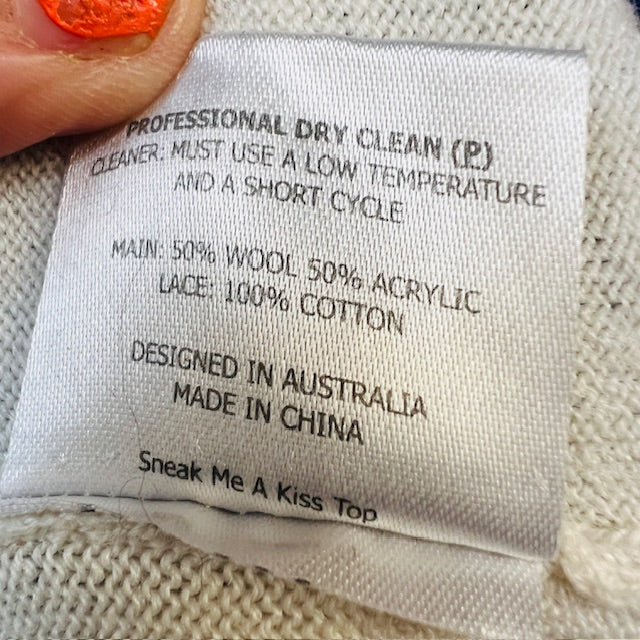 PROFESSIONAL DRY CLEAN (P)
CLEANER: MUST USE A LOW TEMPERATURE
AND A SHORT CYCLE
MAIN: 50% WOOL 50% ACRYLIC
LACE: 100% COTTON
DESIGNED IN AUSTRALIA
MADE IN CHINA
Sneak Me A Kiss Top